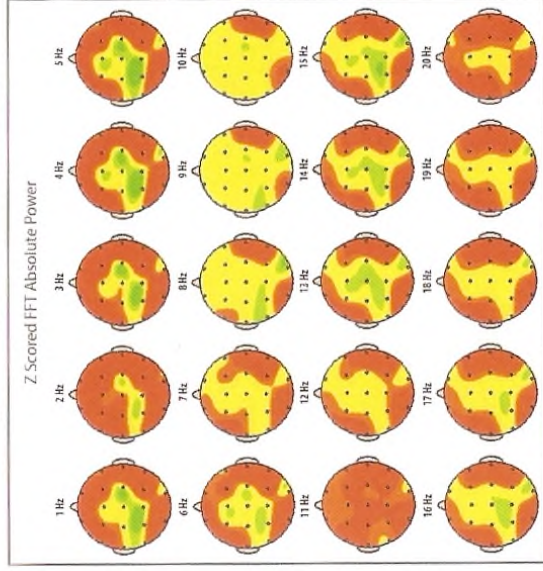 Z Scored FFT Absolute Power
1 Hz 2 Hz 3 Hz 4 Hz 5 Hz
6 Hz 7 Hz 8 Hz 9 Hz 10 Hz
11 Hz 12 Hz 13 Hz 14 Hz 15 Hz
16 Hz 17 Hz 18 Hz 19 Hz 20 Hz